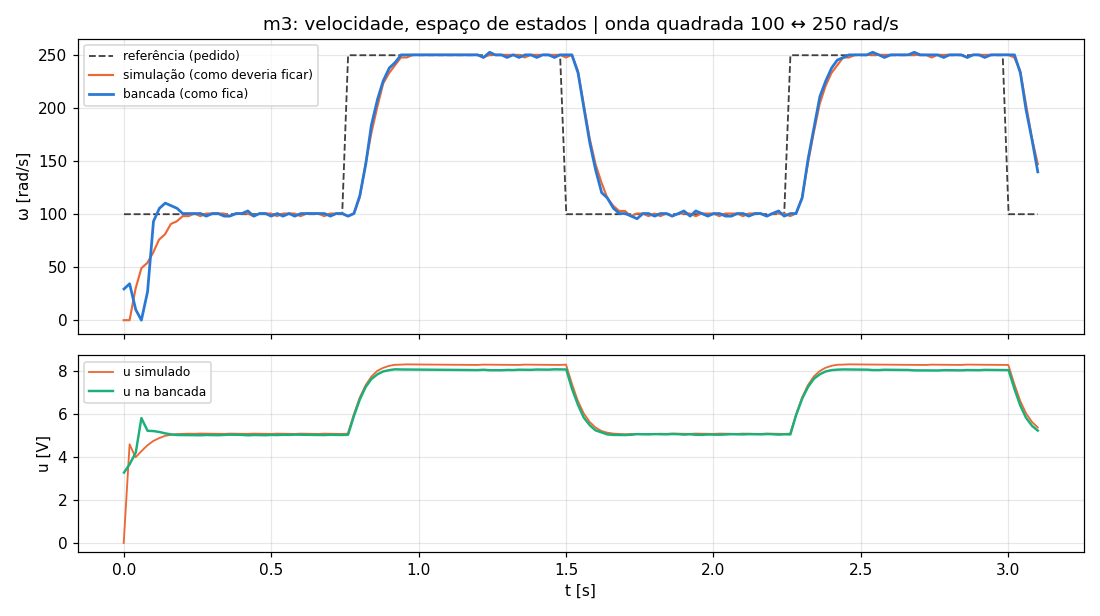 m3: velocidade, espaço de estados | onda quadrada 100 ↔ 250 rad/s
referência (pedido)
simulação (como deveria ficar)
bancada (como fica)
ω [rad/s]
250
200
150
100
50
0
u simulado
u na bancada
u [V]
8
6
4
2
0
0.0 0.5 1.0 1.5 2.0 2.5 3.0
t [s]